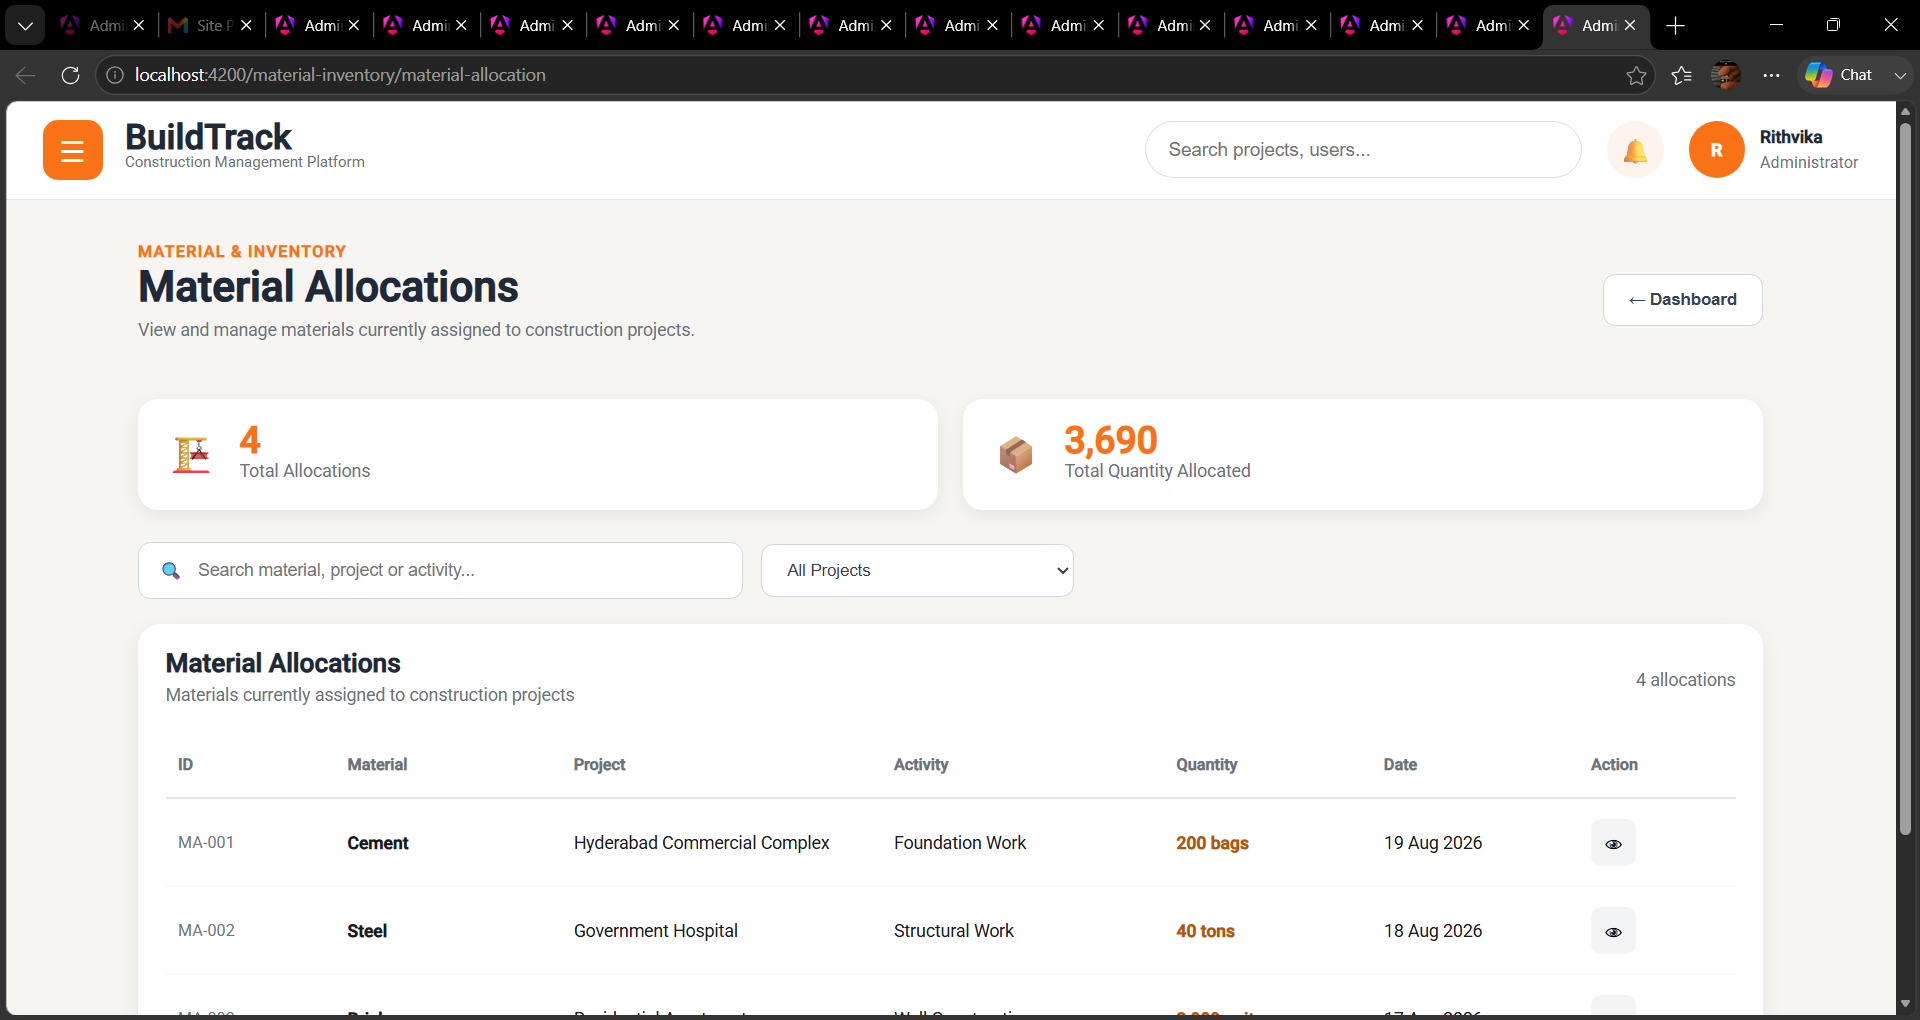 Admi
Site P
Admi
Admi
Admi
Admi
Admi
Admi
Admi
Admi
Admi
Admi
Admi
Admi
Admi
localhost:4200/material-inventory/material-allocation
Chat
BuildTrack
Construction Management Platform
Search projects, users...
R
Rithvika
Administrator
MATERIAL & INVENTORY
Material Allocations
View and manage materials currently assigned to construction projects.
← Dashboard
4
Total Allocations
3,690
Total Quantity Allocated
Search material, project or activity...
All Projects
Material Allocations
Materials currently assigned to construction projects
4 allocations
ID Material Project Activity Quantity Date Action
MA-001 Cement Hyderabad Commercial Complex Foundation Work 200 bags 19 Aug 2026
MA-002 Steel Government Hospital Structural Work 40 tons 18 Aug 2026